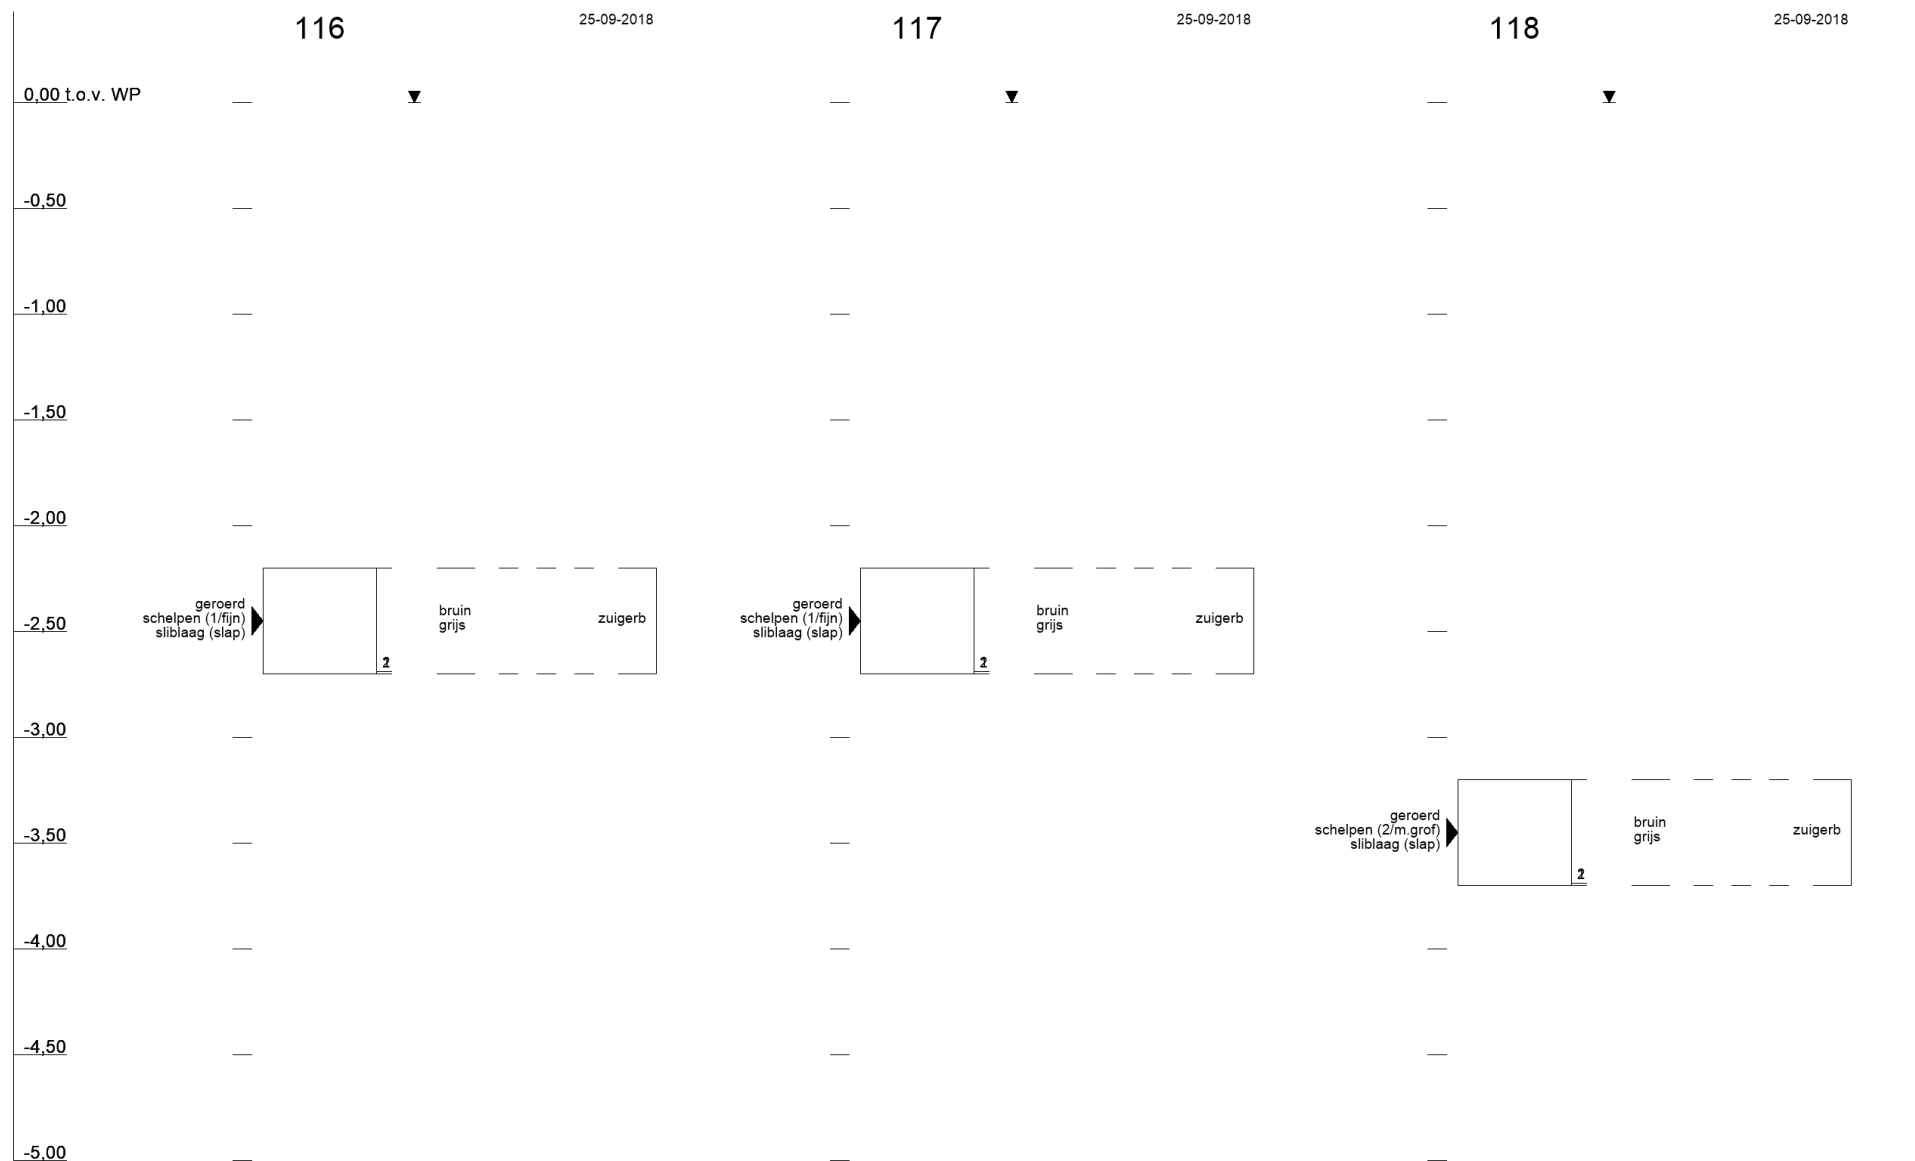 116
25-09-2018
117
25-09-2018
118
25-09-2018
0,00 t.o.v. WP
-0,50
-1,00
-1,50
-2,00
-2,50
-3,00
-3,50
-4,00
-4,50
-5,00
geroerd
schelpen (1/fijn)
sliblaag (slap)
bruin
grijs
zuigerb
geroerd
schelpen (1/fijn)
sliblaag (slap)
bruin
grijs
zuigerb
geroerd
schelpen (2/m.grof)
sliblaag (slap)
bruin
grijs
zuigerb